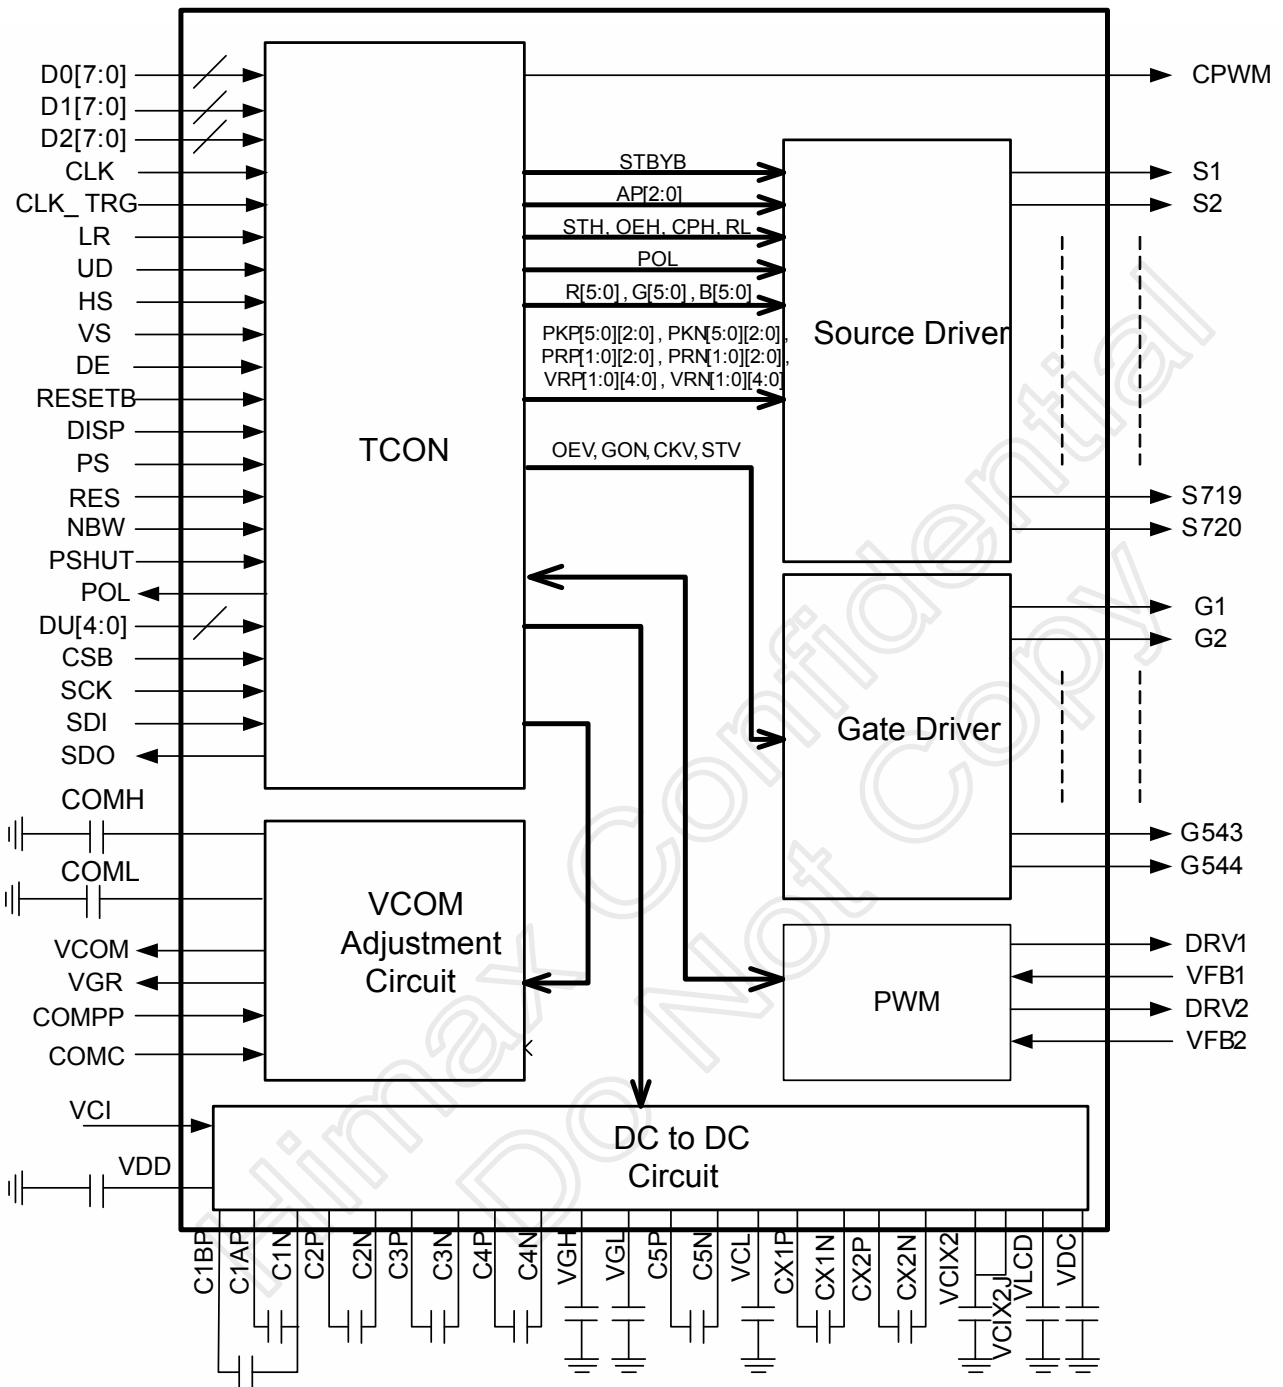 D0[7:0]
D1[7:0]
D2[7:0]
CLK
CLK_ TRG
LR
UD
HS
VS
DE
RESETB
DISP
PS
RES
NBW
PSHUT
POL
DU[4:0]
CSB
SCK
SDI
SDO
COMH
COML
VCOM
VGR
COMPP
COMC
VCI
VDD
TCON
STBYB
AP[2:0]
STH, OEH, CPH, RL
POL
R[5:0] , G[5:0] , B[5:0]
PKP[5:0][2:0] , PKN[5:0][2:0] ,
PRP[1:0][2:0] , PRN[1:0][2:0] ,
VRP[1:0][4:0] , VRN[1:0][4:0]
OEV, GON, CKV, STV
Source Driver
Gate Driver
VCOM
Adjustment
Circuit
PWM
DC to DC
Circuit
CPWM
S1
S2
S719
S720
G1
G2
G543
G544
DRV1
VFB1
DRV2
VFB2
C1BP
C1AP
C1N
C2P
C2N
C3P
C3N
C4P
C4N
VGH
VGL
C5P
C5N
VCL
CX1P
CX1N
CX2P
CX2N
VCIX2
VCIX2J
VLCD
VDC
Himax Confidential
Do Not Copy